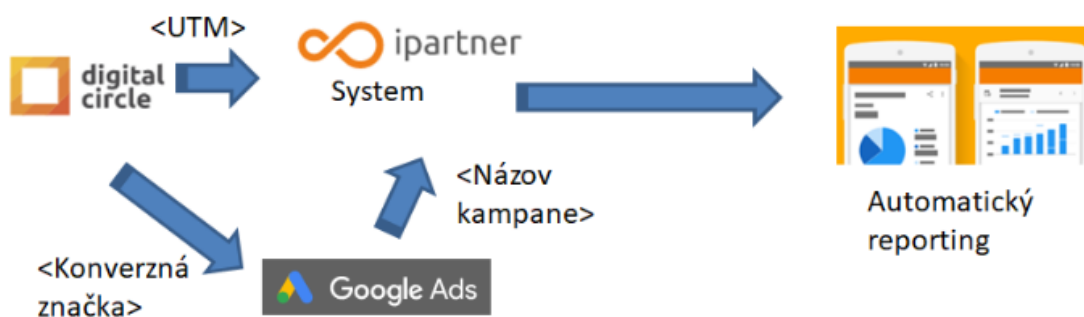 <UTM>
ipartner
System
digital
circle
<Názov
kampane>
Automatický
reporting
<Konverzná
značka>
Google Ads